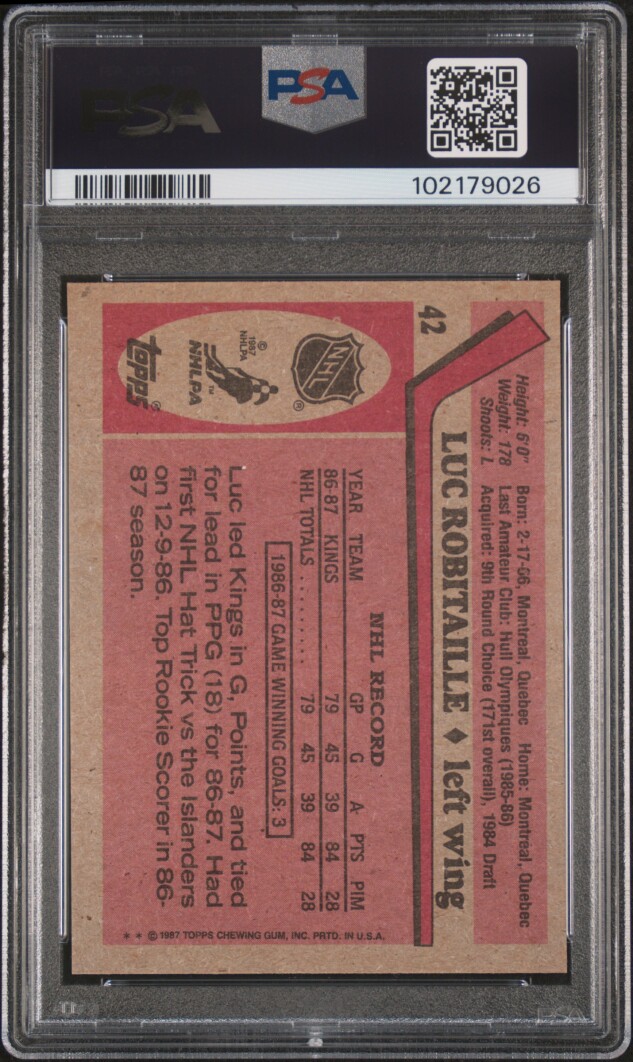 PSA
PSA
102179026
42
Height: 6'0" Born: 2-17-66, Montreal, Quebec Home: Montreal, Quebec
Weight: 178 Last Amateur Club: Hull Olympiques (1985-86)
Shoots: L Acquired: 9th Round Choice (171st overall), 1984 Draft
LUC ROBITAILLE ♦ left wing
NHL
®
© 1987 NHLPA
NHLPA™
topps®
NHL RECORD
YEAR TEAM GP G A PTS PIM
86-87 KINGS 79 45 39 84 28
NHL TOTALS . . . . . . . . . 79 45 39 84 28
1986-87 GAME WINNING GOALS: 3
Luc led Kings in G, Points, and tied
for lead in PPG (18) for 86-87. Had
first NHL Hat Trick vs the Islanders
on 12-9-86. Top Rookie Scorer in 86-
87 season.
* * © 1987 TOPPS CHEWING GUM, INC. PRTD. IN U.S.A.